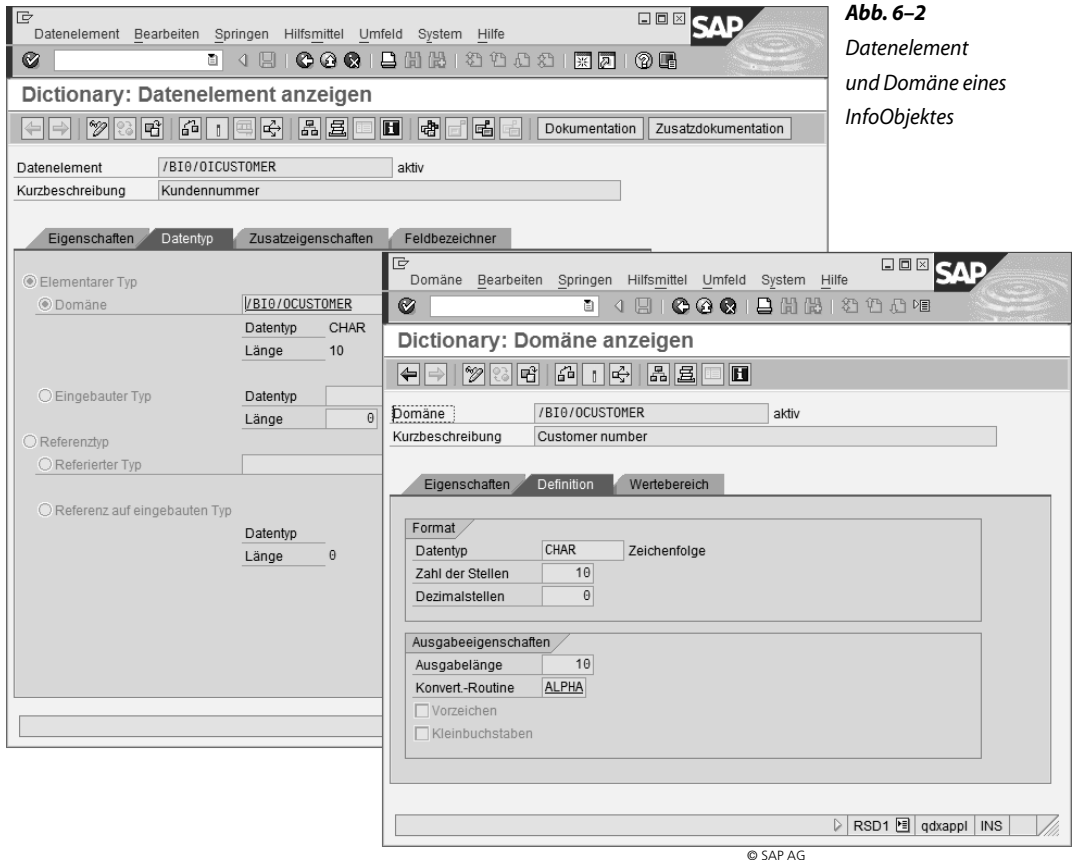 Abb. 6–2
Datenelement
und Domäne eines
InfoObjektes
Datenelement Bearbeiten Springen Hilfsmittel Umfeld System Hilfe
SAP
Dictionary: Datenelement anzeigen
Dokumentation Zusatzdokumentation
Datenelement /BI0/OICUSTOMER aktiv
Kurzbeschreibung Kundennummer
Eigenschaften Datentyp Zusatzeigenschaften Feldbezeichner
Elementarer Typ
Domäne /BI0/OCUSTOMER
Datentyp CHAR
Länge 10
Eingebauter Typ Datentyp
Länge 0
Referenztyp
Referierter Typ
Referenz auf eingebauten Typ
Datentyp
Länge 0
Domäne Bearbeiten Springen Hilfsmittel Umfeld System Hilfe
SAP
Dictionary: Domäne anzeigen
Domäne /BI0/OCUSTOMER aktiv
Kurzbeschreibung Customer number
Eigenschaften Definition Wertebereich
Format
Datentyp CHAR Zeichenfolge
Zahl der Stellen 10
Dezimalstellen 0
Ausgabeeigenschaften
Ausgabelänge 10
Konvert.-Routine ALPHA
Vorzeichen
Kleinbuchstaben
RSD1 qdxappl INS
© SAP AG